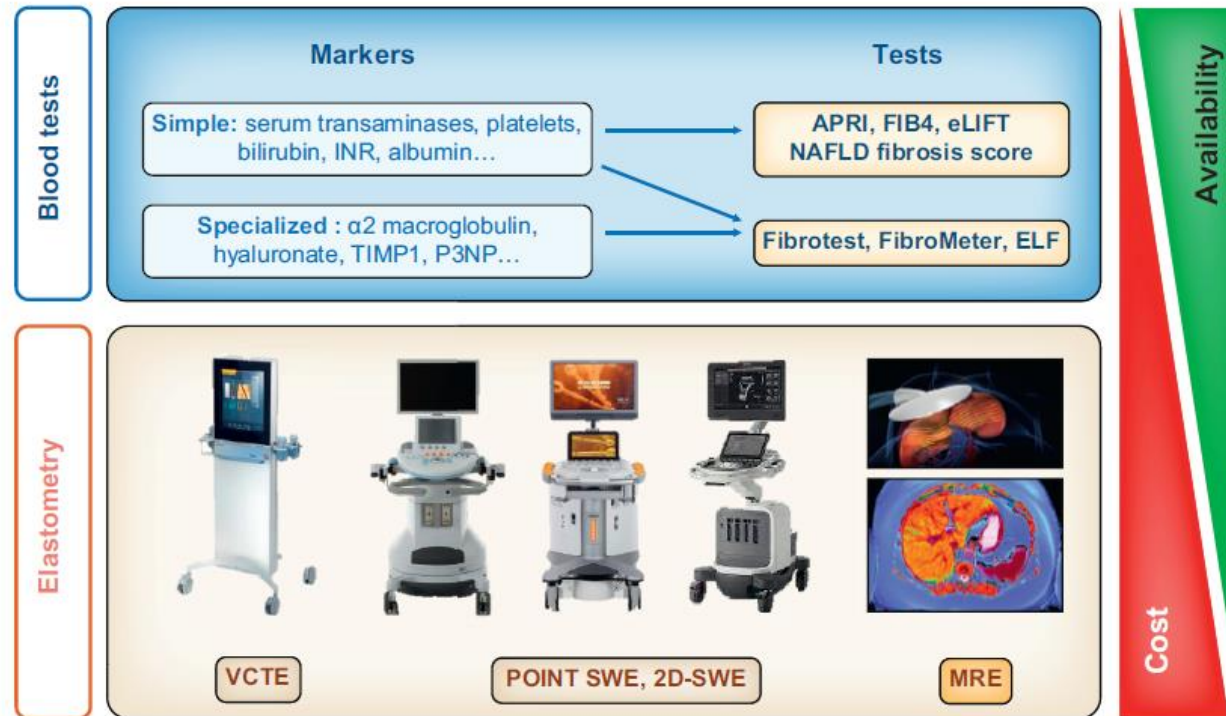 Blood tests
Markers
Tests
Simple: serum transaminases, platelets,
bilirubin, INR, albumin...
APRI, FIB4, eLIFT
NAFLD fibrosis score
Specialized : α2 macroglobulin,
hyaluronate, TIMP1, P3NP...
Fibrotest, FibroMeter, ELF
Availability
Elastometry
VCTE
POINT SWE, 2D-SWE
MRE
Cost